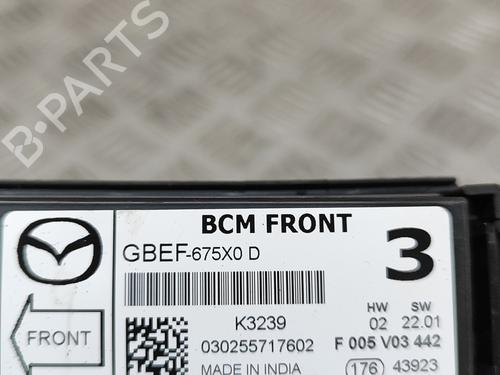 B-PARTS
BCM FRONT
GBEF-675X0 D
3
HW SW
02 22.01
K3239
FRONT
030255717602
F 005 V03 442
MADE IN INDIA
176 43923